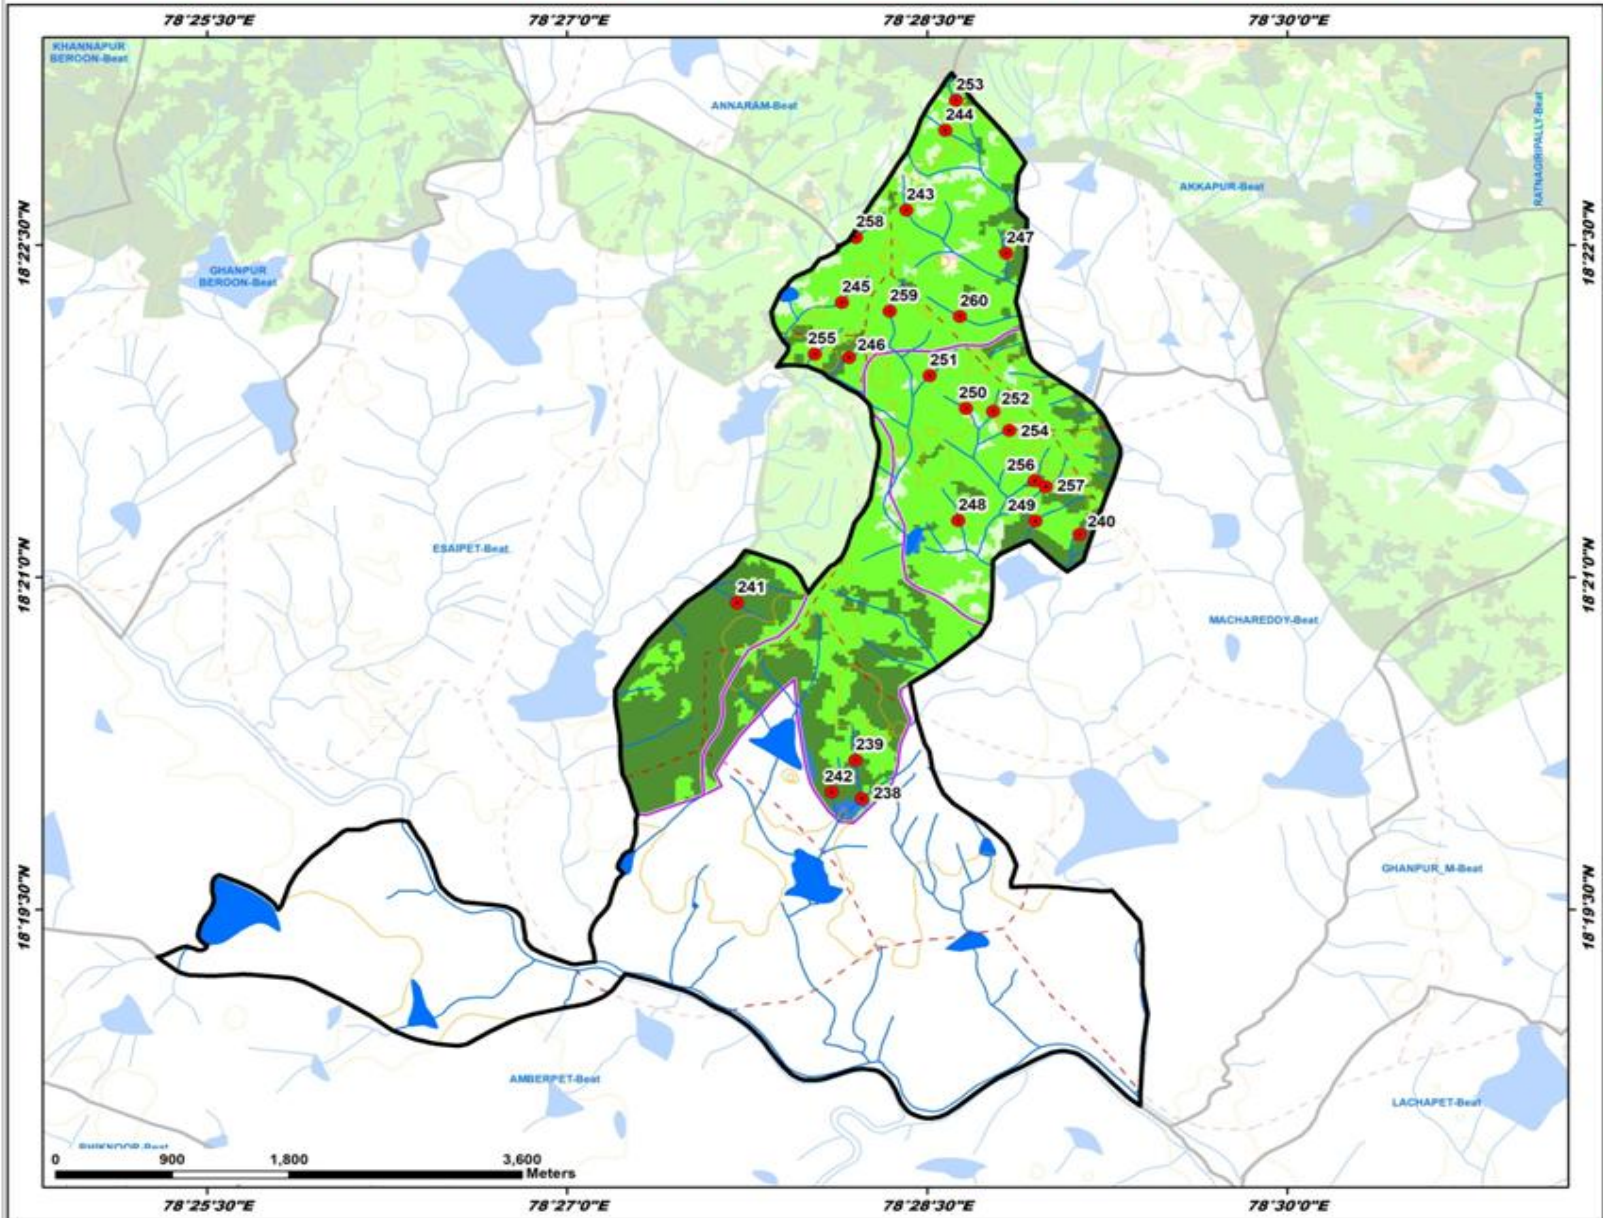 78°25'30"E 78°27'0"E 78°28'30"E 78°30'0"E
KHANNAPUR
BEROON-Beat
ANNARAM-Beat
RATNAGIRIPALLY-Beat
253
244
AKKAPUR-Beat
243
258
18°22'30"N
18°22'30"N
247
GHANPUR
BEROON-Beat
245
259
260
255
246
251
250
252
254
256
257
248
249
240
ESAIPET-Beat
18°21'0"N
18°21'0"N
241
MACHAREDDY-Beat
239
242
238
GHANPUR_M-Beat
18°19'30"N
18°19'30"N
AMBERPET-Beat
LACHAPET-Beat
0 900 1,800 3,600
Meters
78°25'30"E 78°27'0"E 78°28'30"E 78°30'0"E